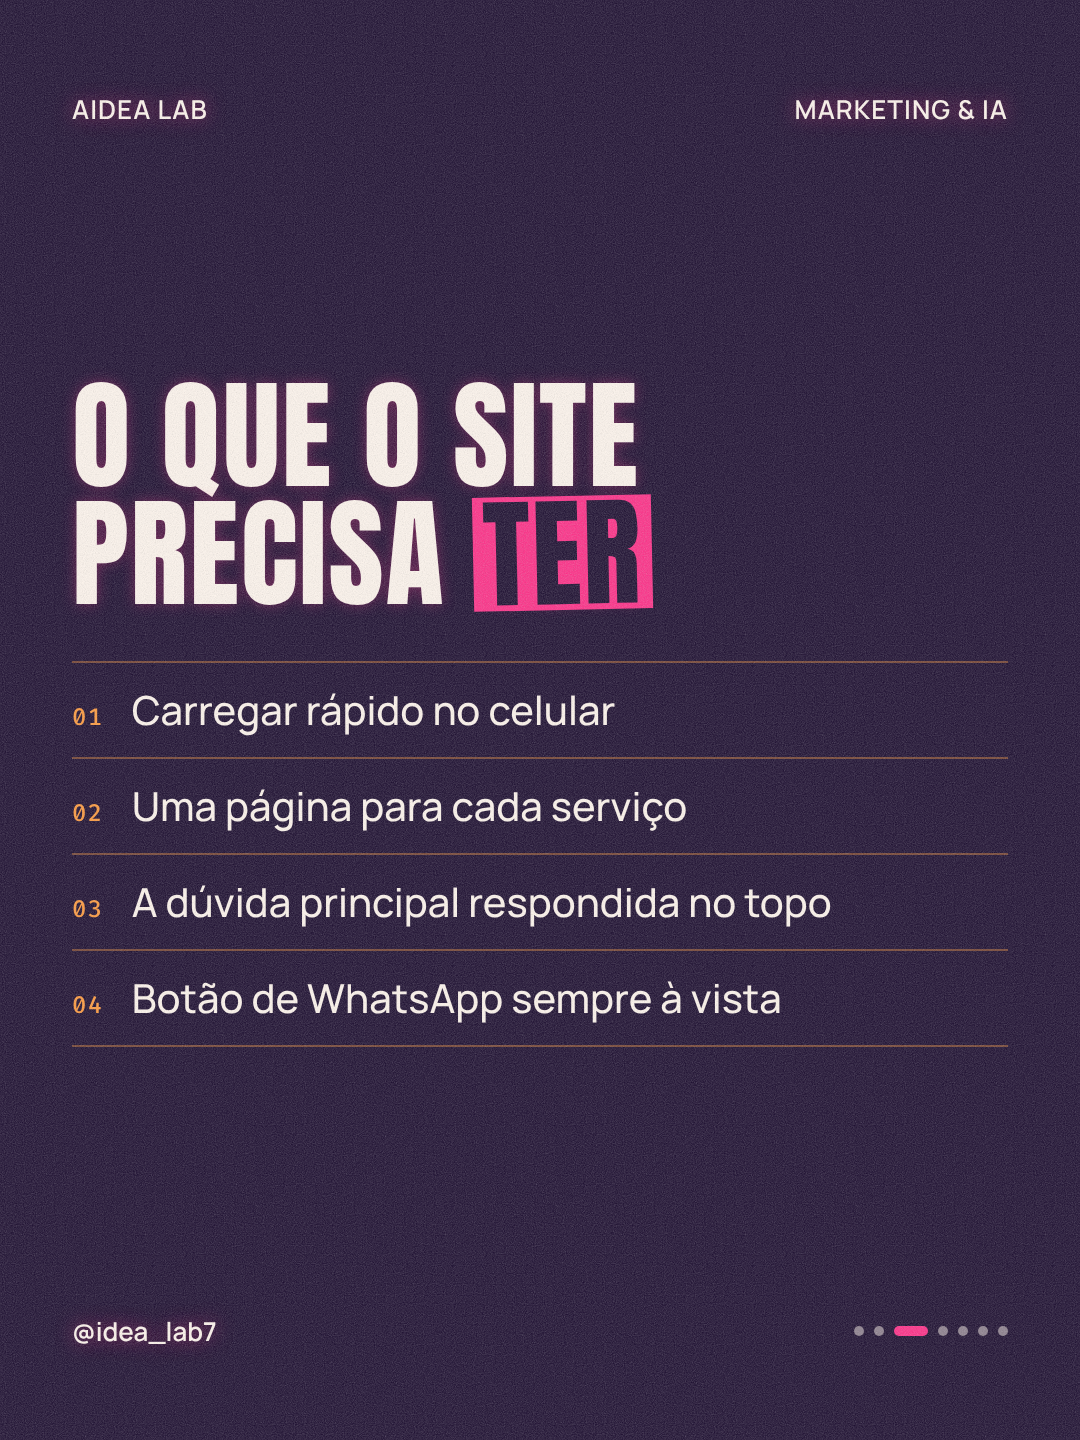 AIDEA LAB
MARKETING & IA
O QUE O SITE
PRECISA TER
01 Carregar rápido no celular
02 Uma página para cada serviço
03 A dúvida principal respondida no topo
04 Botão de WhatsApp sempre à vista
@idea_lab7